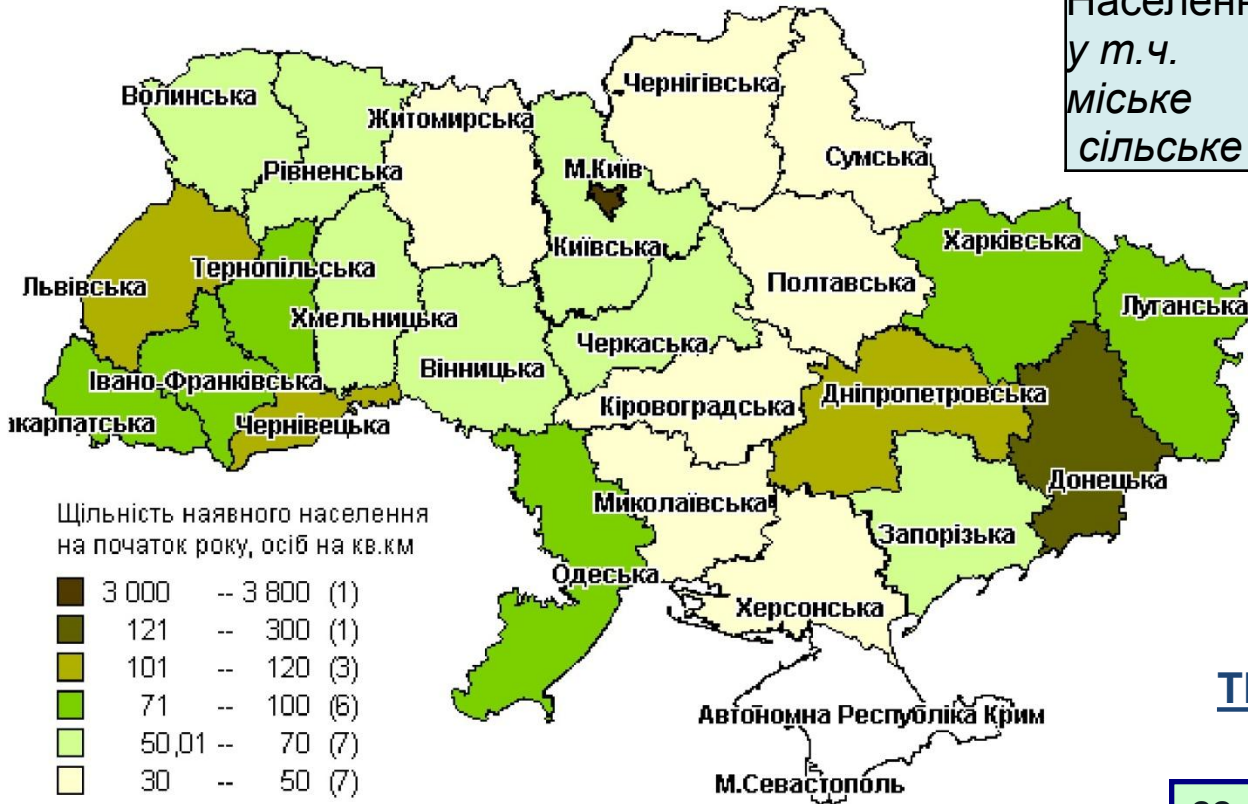 Населенн
у т.ч.
міське
сільське
Волинська
Рівненська
Житомирська
Чернігівська
Сумська
М.Київ
Київська
Львівська
Тернопільська
Хмельницька
Вінницька
Черкаська
Полтавська
Харківська
Луганська
Івано-Франківська
акарпатська
Чернівецька
Кіровоградська
Дніпропетровська
Донецька
Миколаївська
Запорізька
Одеська
Херсонська
Автономна Республіка Крим
М.Севастополь
Щільність наявного населення
на початок року, осіб на кв.км
3 000 -- 3 800 (1)
121 -- 300 (1)
101 -- 120 (3)
71 -- 100 (6)
50,01 -- 70 (7)
30 -- 50 (7)